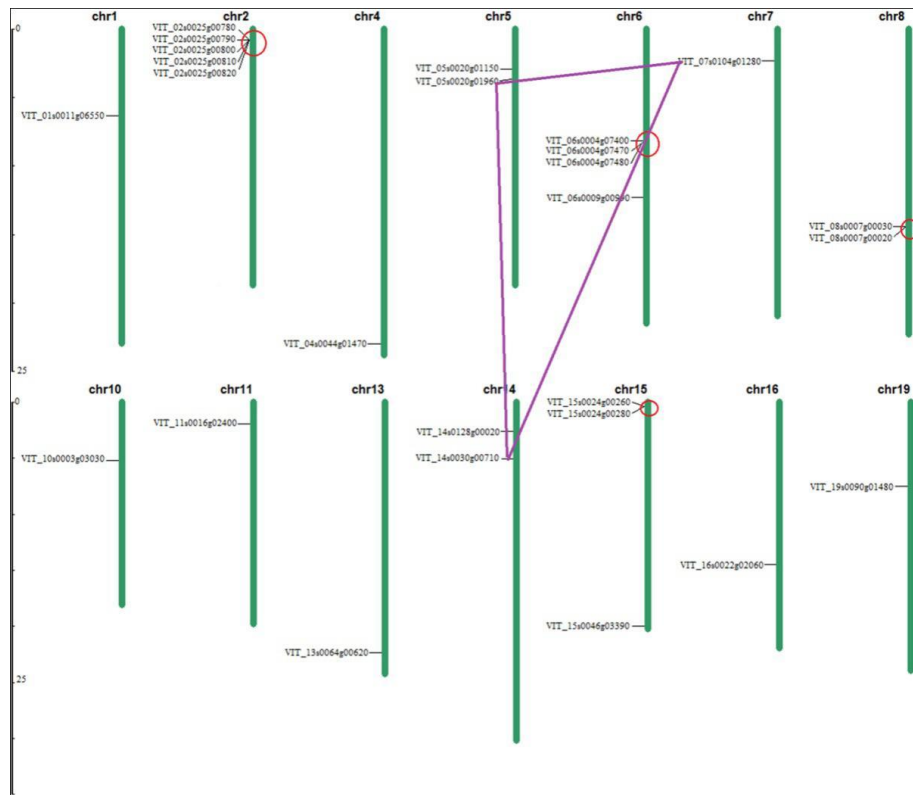 chr1 chr2 chr4 chr5 chr6 chr7 chr8
0
VIT_02s0025g00780
VIT_02s0025g00790
VIT_02s0025g00800
VIT_02s0025g00810
VIT_02s0025g00820
VIT_01s0011g06550
VIT_04s0044g01470
VIT_05s0020g01150
VIT_05s0020g01960
VIT_06s0004g07400
VIT_06s0004g07470
VIT_06s0004g07480
VIT_06s0009g00990
VIT_07s0104g01280
VIT_08s0007g00030
VIT_08s0007g00020
25
chr10 chr11 chr13 chr14 chr15 chr16 chr19
0
VIT_10s0003g03030
VIT_11s0016g02400
VIT_13s0064g00620
VIT_14s0128g00020
VIT_14s0030g00710
VIT_15s0024g00260
VIT_15s0024g00280
VIT_15s0046g03390
VIT_16s0022g02060
VIT_19s0090g01480
25